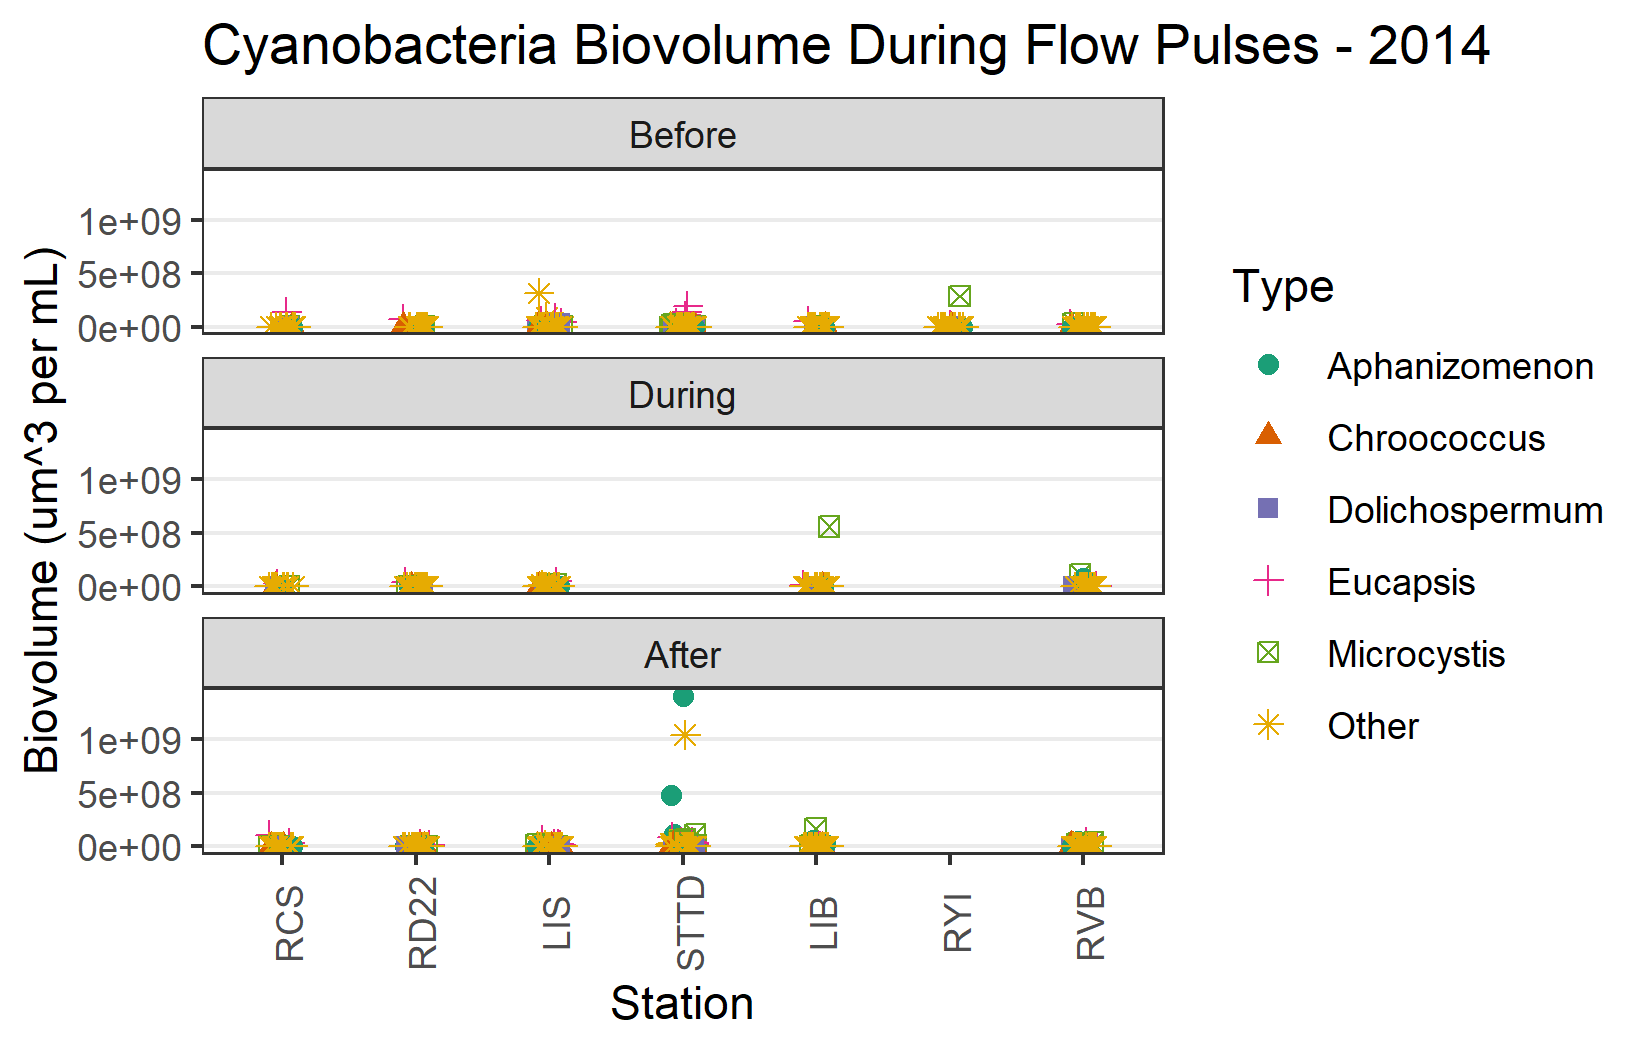 Cyanobacteria Biovolume During Flow Pulses - 2014
Before
1e+09
5e+08
0e+00
During
1e+09
5e+08
0e+00
After
1e+09
5e+08
0e+00
Biovolume (um^3 per mL)
RCS
RD22
LIS
STTD
LIB
RYI
RVB
Station
Type
Aphanizomenon
Chroococcus
Dolichospermum
Eucapsis
Microcystis
Other